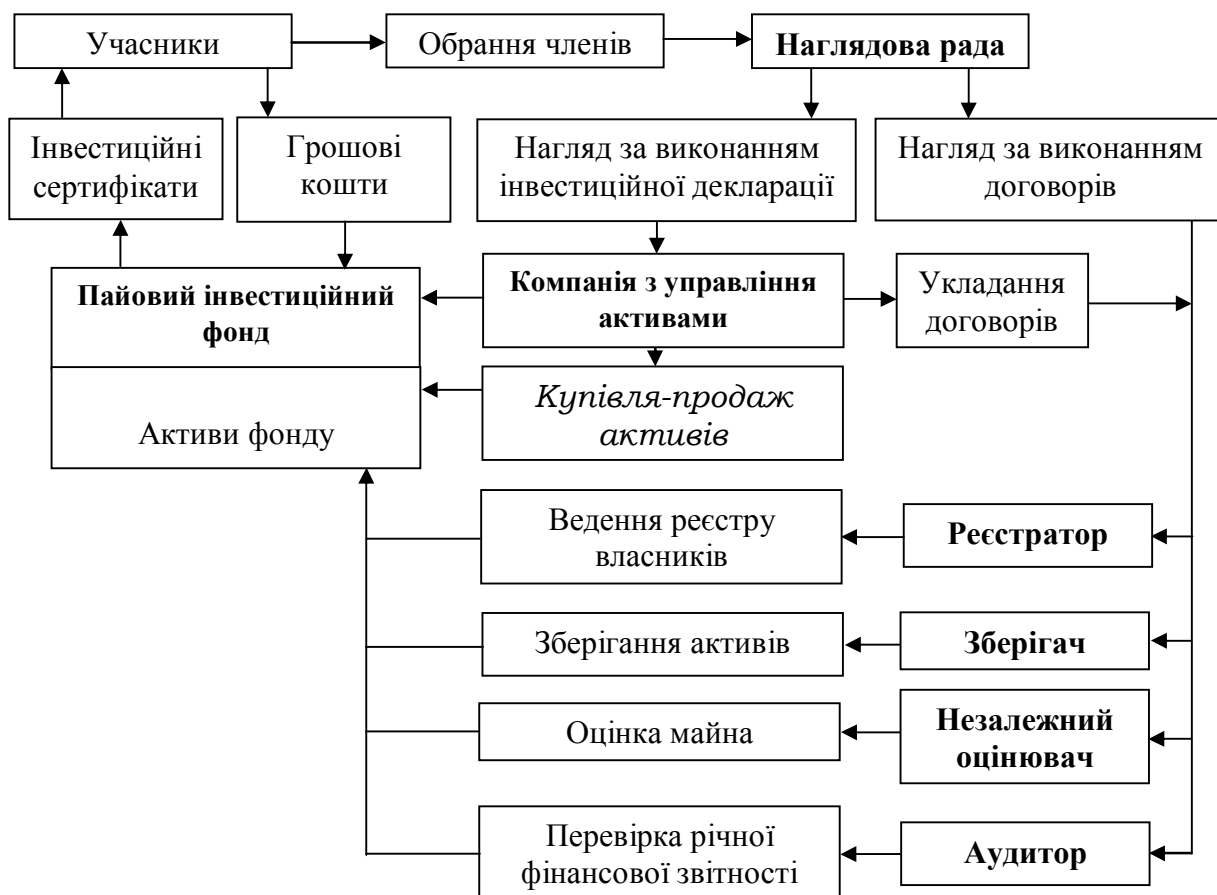 Учасники
Обрання членів
Наглядова рада
Інвестиційні
сертифікати
Грошові
кошти
Нагляд за виконанням
інвестиційної декларації
Нагляд за виконанням
договорів
Пайовий інвестиційний
фонд
Компанія з управління
активами
Укладання
договорів
Активи фонду
Купівля-продаж
активів
Ведення реєстру
власників
Реєстратор
Зберігання активів
Зберігач
Оцінка майна
Незалежний
оцінювач
Перевірка річної
фінансової звітності
Аудитор